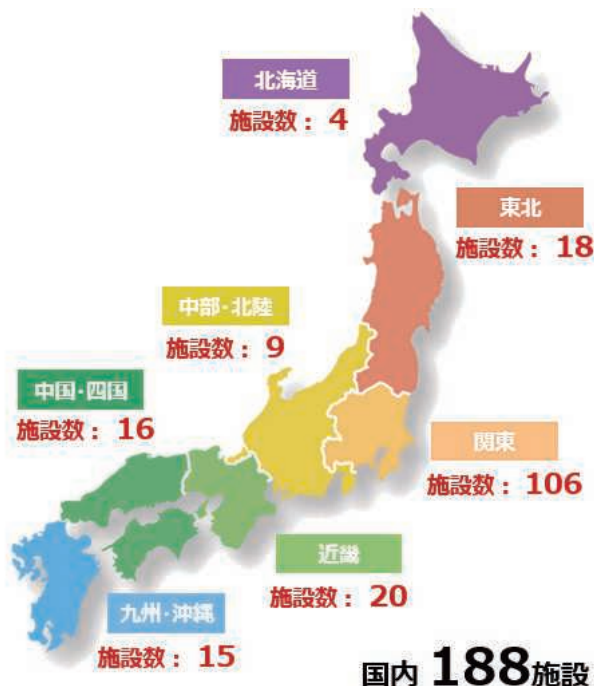 北海道
施設数： 4
東北
施設数： 18
中部・北陸
施設数： 9
中国・四国
施設数： 16
関東
施設数： 106
近畿
施設数： 20
九州・沖縄
施設数： 15
国内 188施設